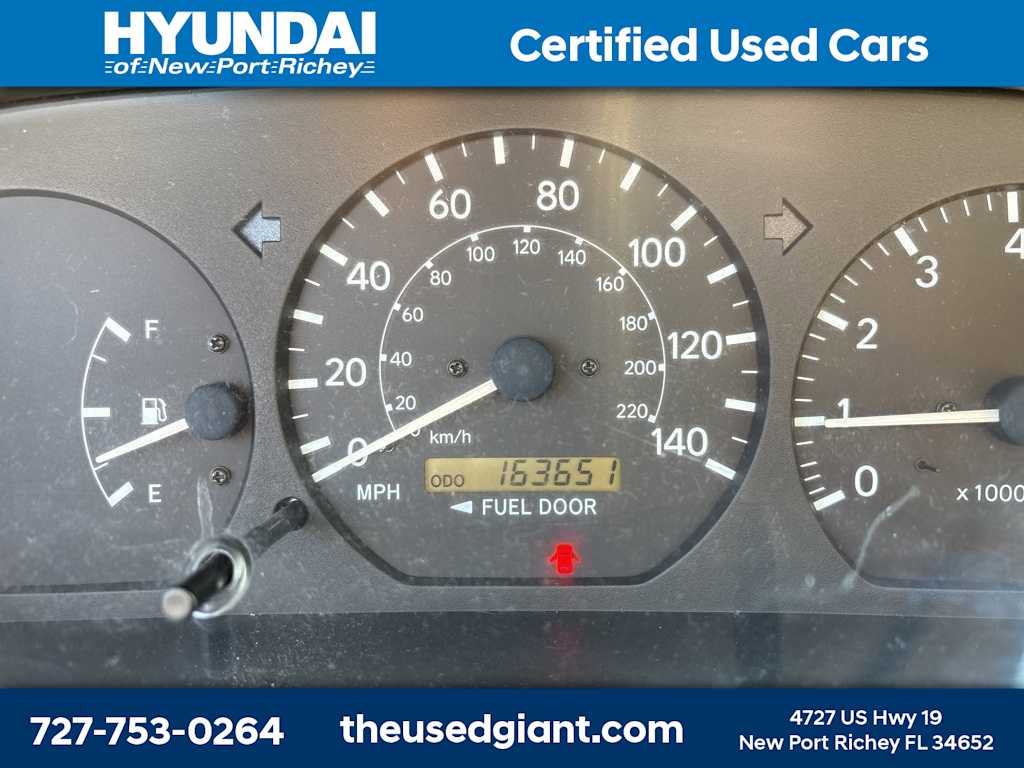 HYUNDAI
of New Port Richey
Certified Used Cars
F
E
0 20 40 60 80 100 120 140
20 40 60 80 100 120 140 160 180 200 220
km/h
MPH
ODO 163651
FUEL DOOR
0 1 2 3 4
x 1000
727-753-0264
theusedgiant.com
4727 US Hwy 19
New Port Richey FL 34652